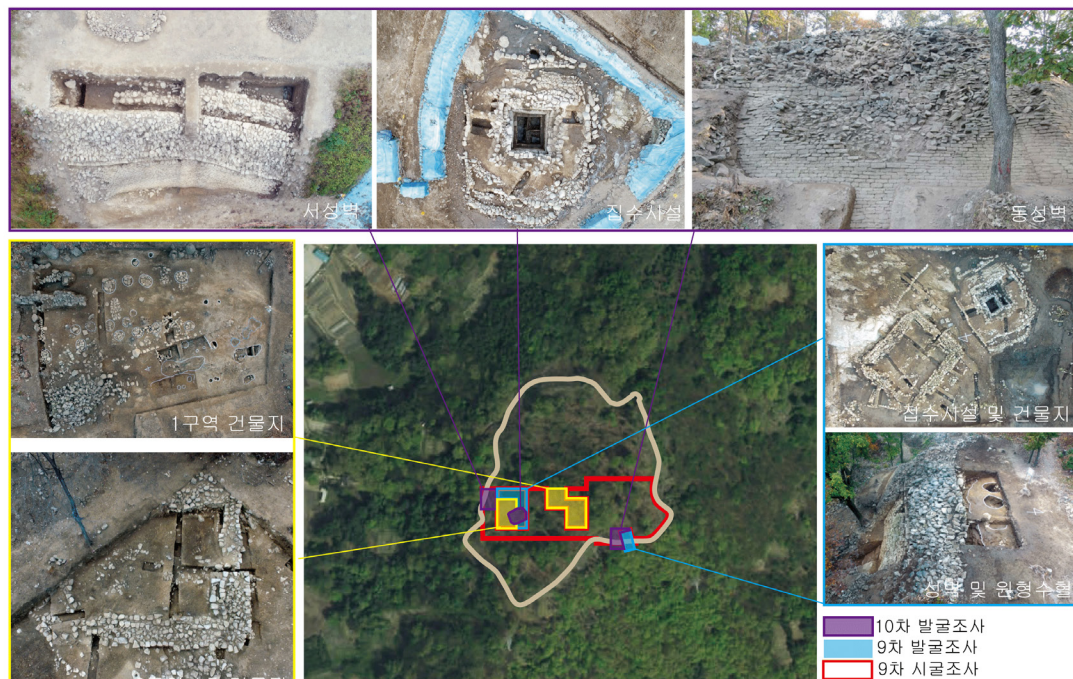 서성벽
집수시설
동성벽
1구역 건물지
집수시설 및 건물지
성벽 및 원형수혈
10차 발굴조사
9차 발굴조사
9차 시굴조사